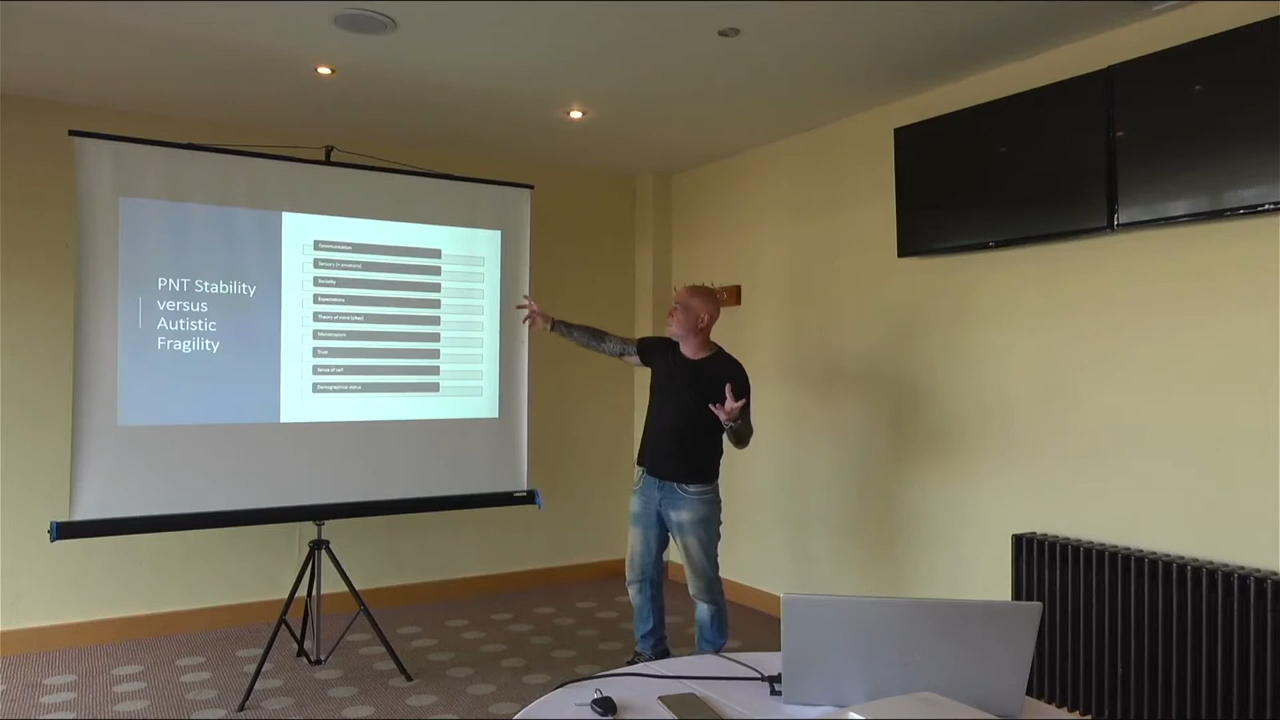 PNT Stability
versus
Autistic
Fragility
Communication
Sensory (+ emotions)
Sociality
Expectations
Theory of mind (other)
Monotropism
Trust
Sense of self
Demographical status